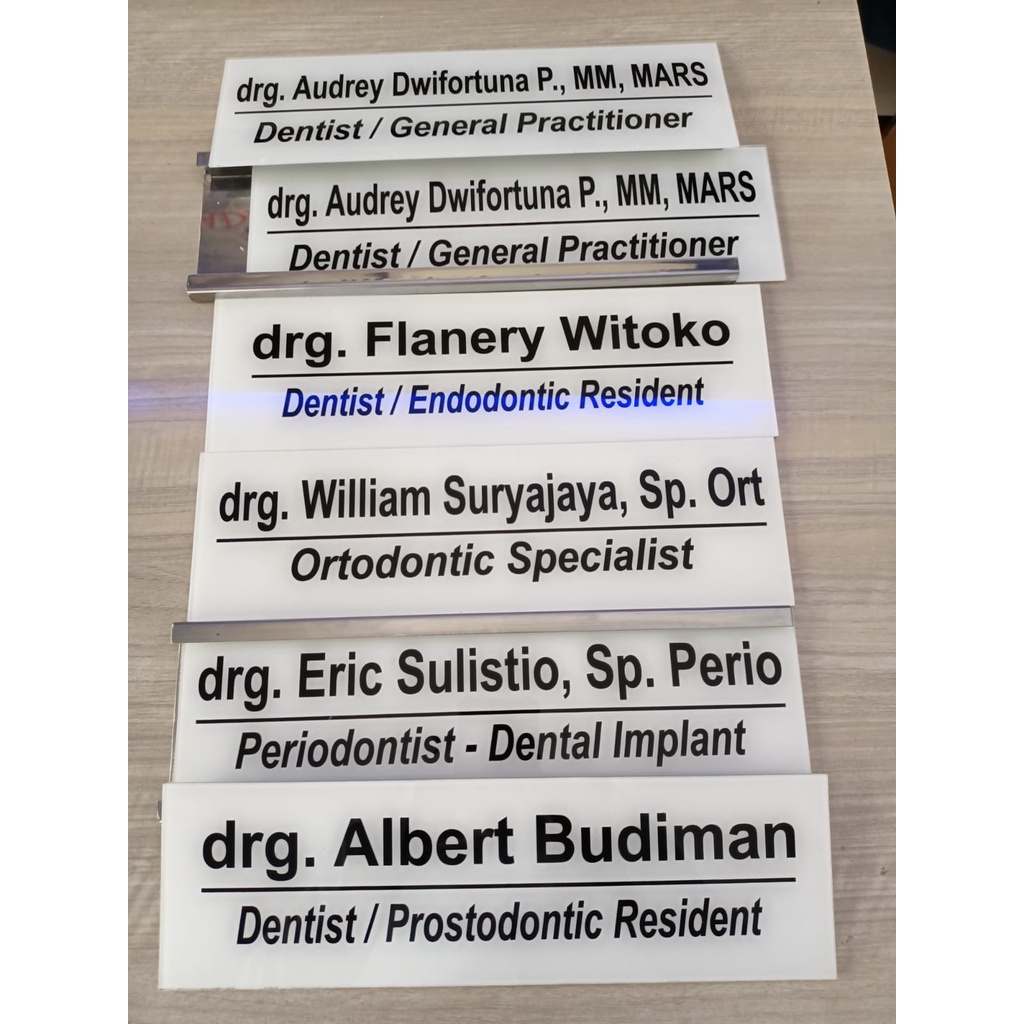 drg. Audrey Dwifortuna P., MM, MARS
Dentist / General Practitioner
drg. Audrey Dwifortuna P., MM, MARS
Dentist / General Practitioner
drg. Flanery Witoko
Dentist / Endodontic Resident
drg. William Suryajaya, Sp. Ort
Ortodontic Specialist
drg. Eric Sulistio, Sp. Perio
Periodontist - Dental Implant
drg. Albert Budiman
Dentist / Prostodontic Resident